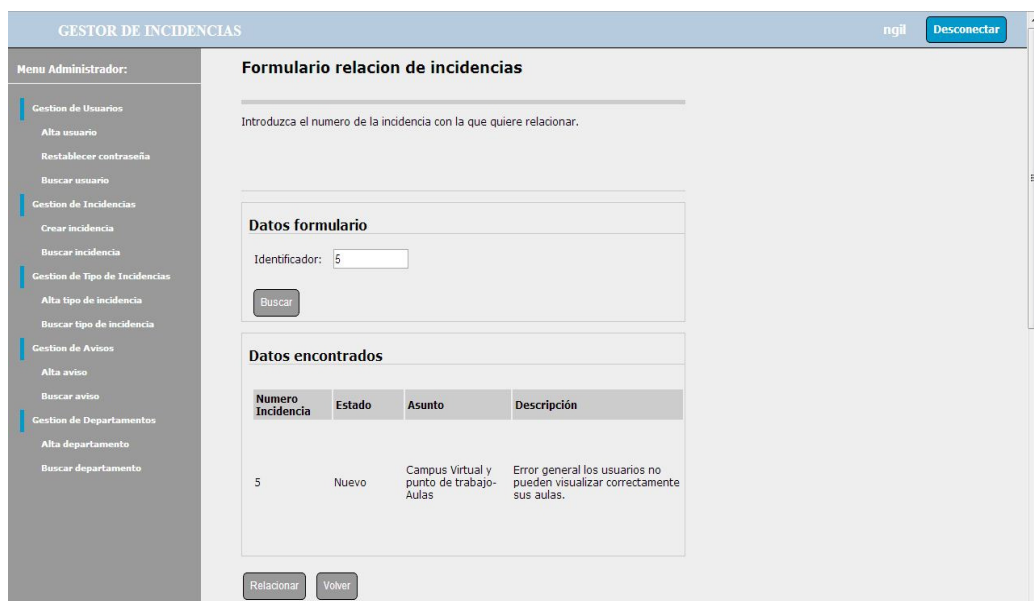 GESTOR DE INCIDENCIAS
ngil
Desconectar
Menu Administrador:
Gestion de Usuarios
Alta usuario
Restablecer contraseña
Buscar usuario
Gestion de Incidencias
Crear incidencia
Buscar incidencia
Gestion de Tipo de Incidencias
Alta tipo de incidencia
Buscar tipo de incidencia
Gestion de Avisos
Alta aviso
Buscar aviso
Gestion de Departamentos
Alta departamento
Buscar departamento
Formulario relacion de incidencias
Introduzca el numero de la incidencia con la que quiere relacionar.
Datos formulario
Identificador: 5
Buscar
Datos encontrados
Numero
Incidencia
Estado
Asunto
Descripción
5
Nuevo
Campus Virtual y
punto de trabajo-
Aulas
Error general los usuarios no
pueden visualizar correctamente
sus aulas.
Relacionar
Volver